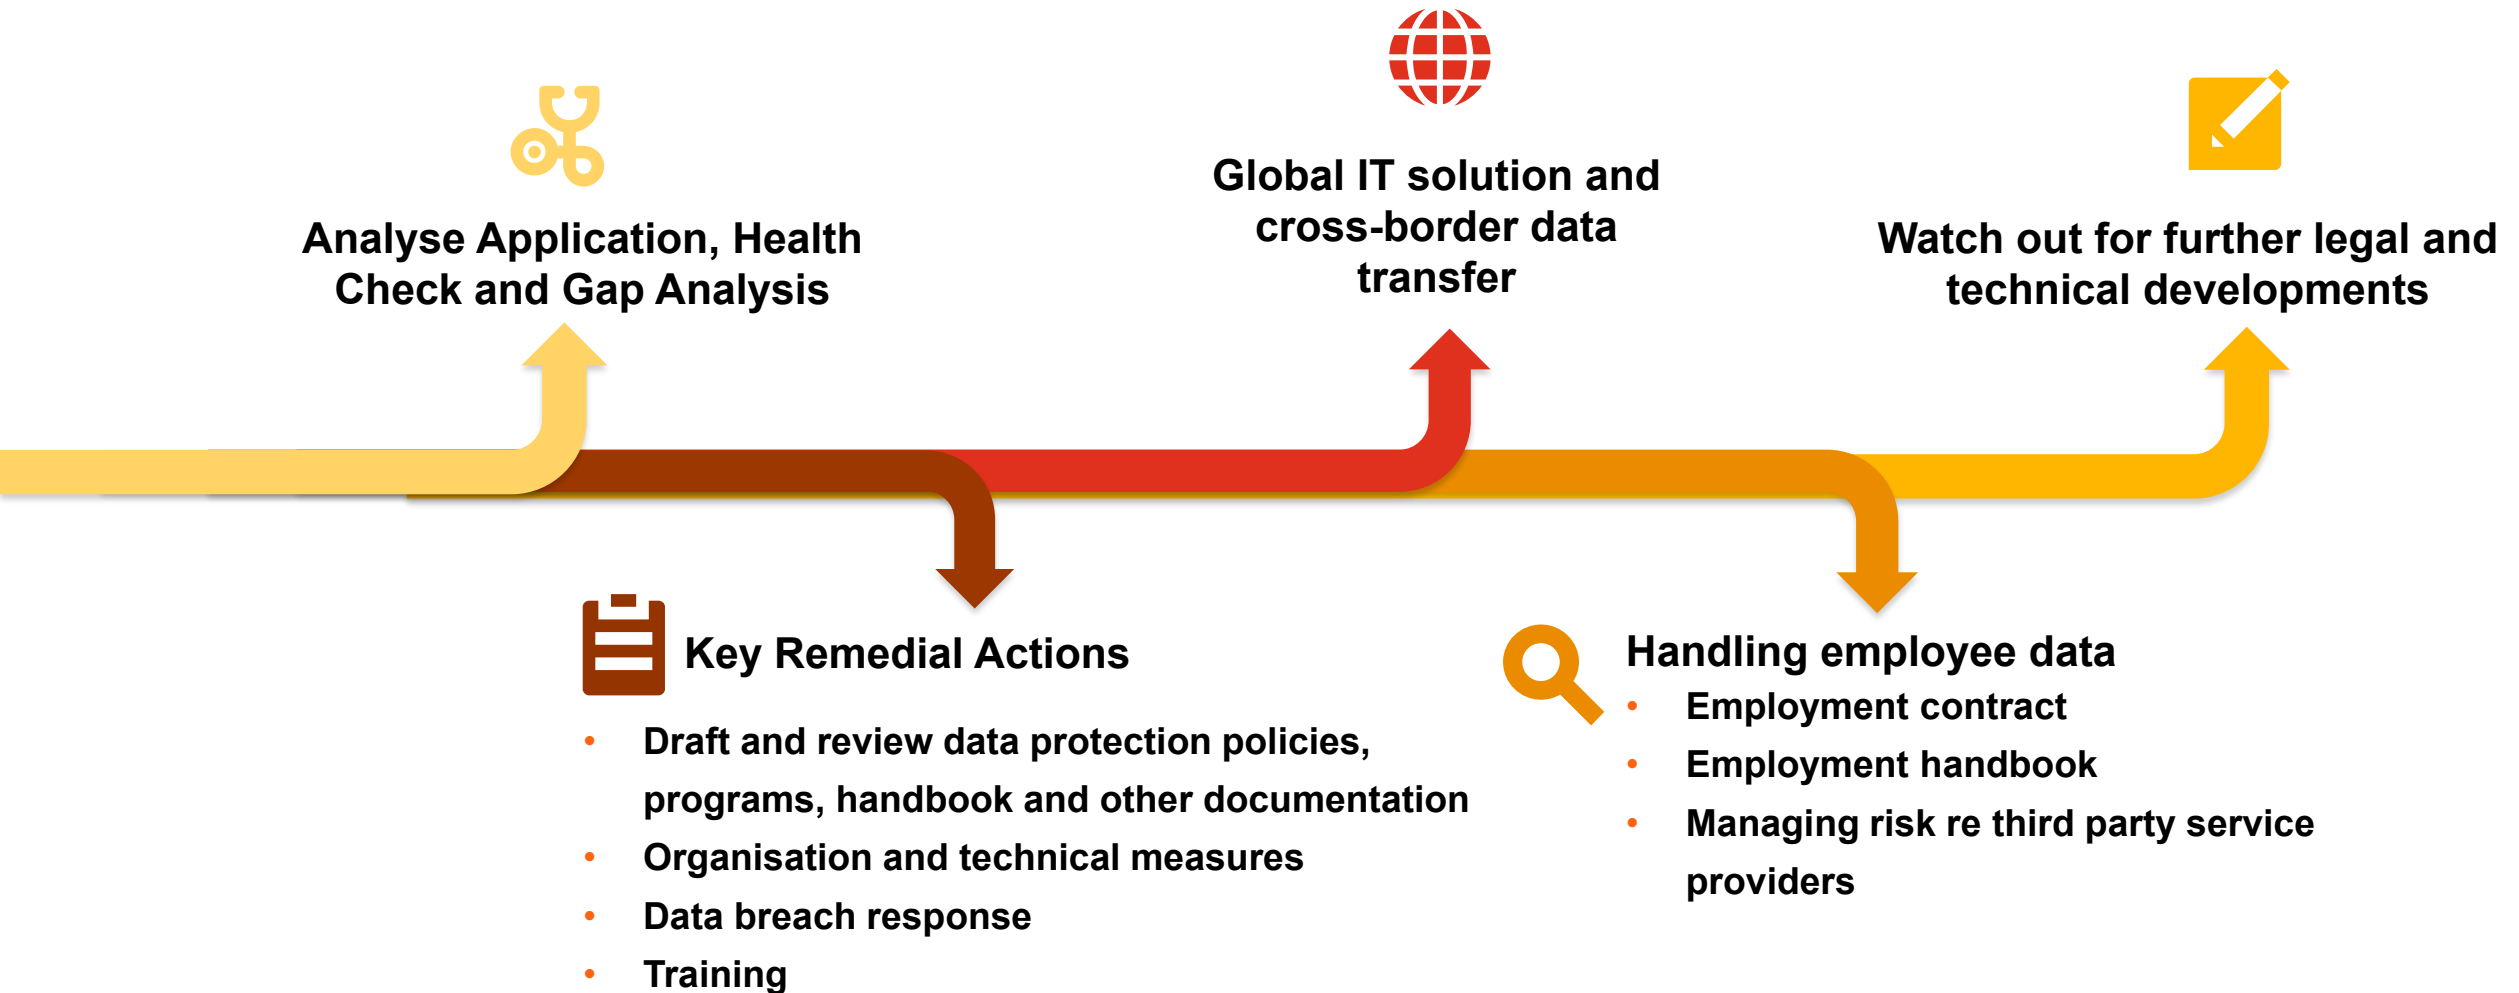 Analyse Application, Health
Check and Gap Analysis
Global IT solution and
cross-border data
transfer
Watch out for further legal and
technical developments
Key Remedial Actions
• Draft and review data protection policies,
programs, handbook and other documentation
• Organisation and technical measures
• Data breach response
• Training
Handling employee data
• Employment contract
• Employment handbook
• Managing risk re third party service
providers